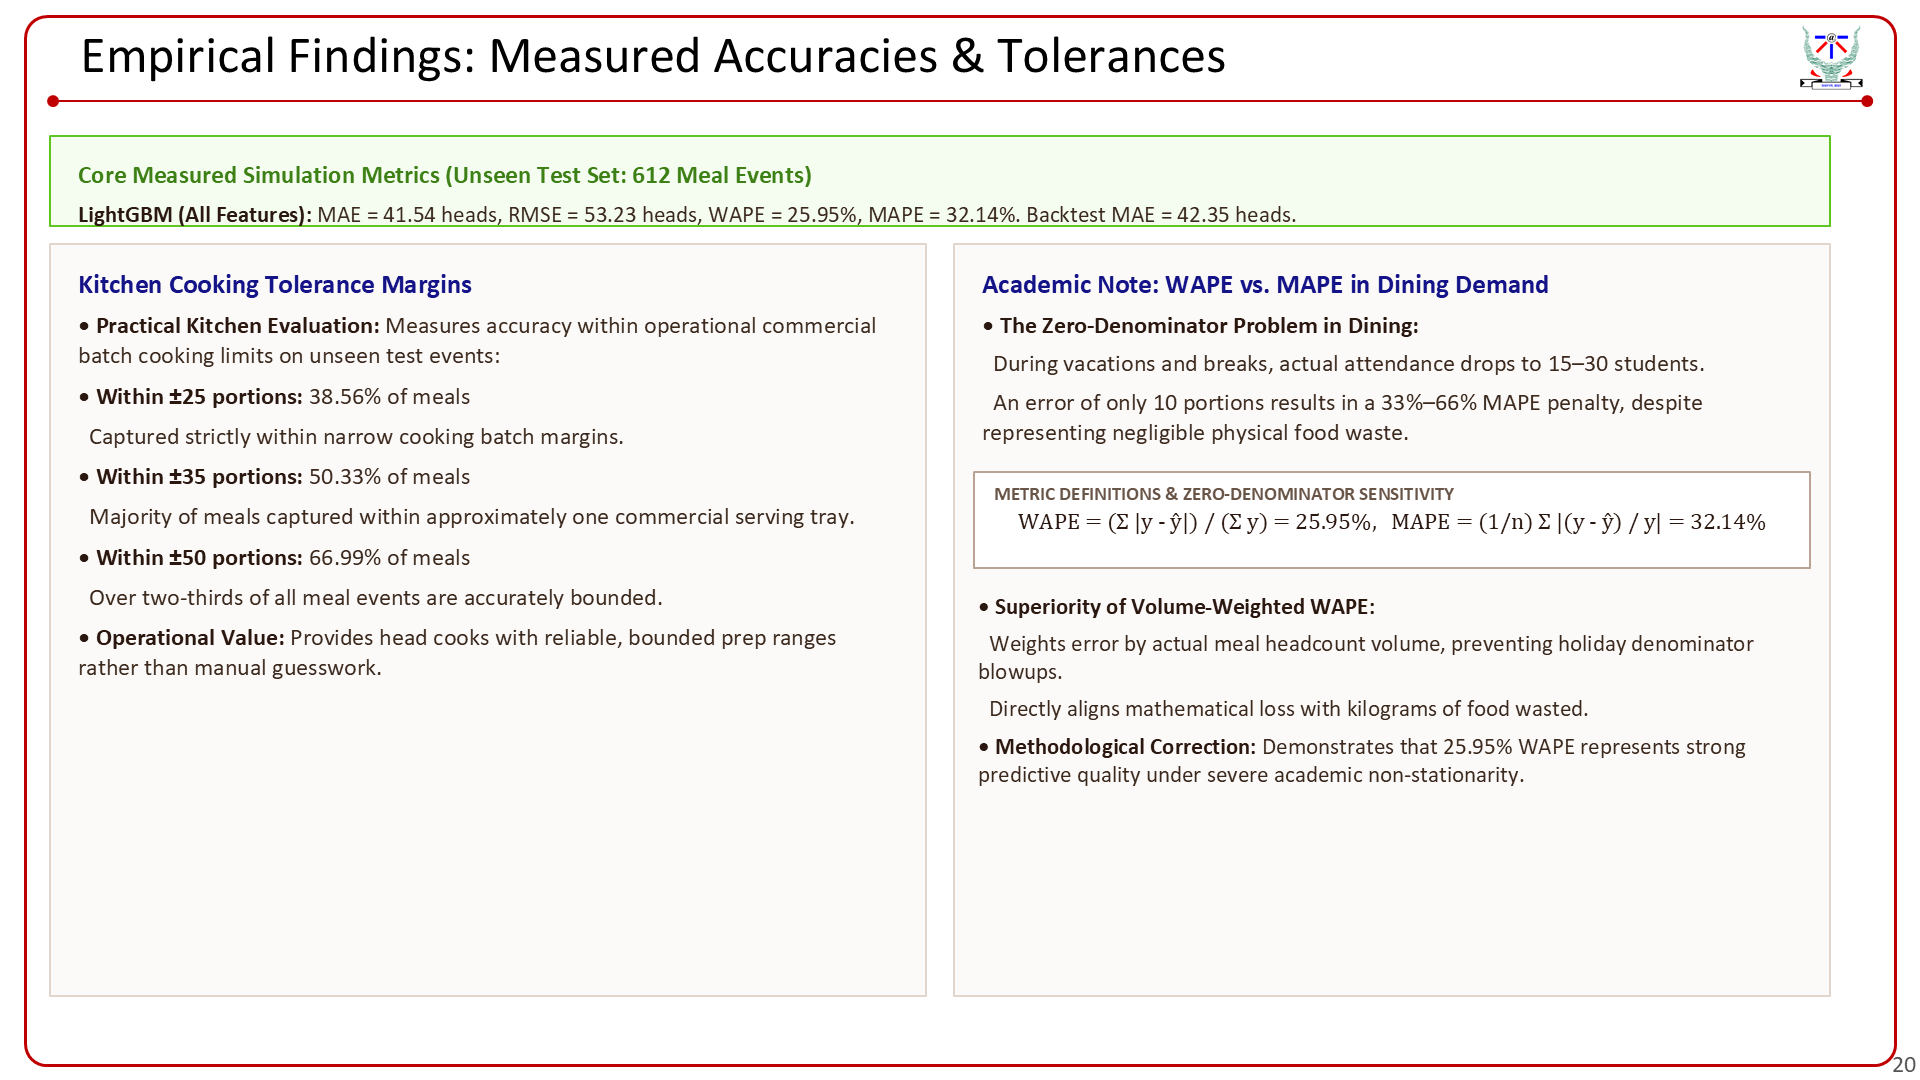 Empirical Findings: Measured Accuracies & Tolerances
@
Core Measured Simulation Metrics (Unseen Test Set: 612 Meal Events)
LightGBM (All Features): MAE = 41.54 heads, RMSE = 53.23 heads, WAPE = 25.95%, MAPE = 32.14%. Backtest MAE = 42.35 heads.
Kitchen Cooking Tolerance Margins
• Practical Kitchen Evaluation: Measures accuracy within operational commercial
batch cooking limits on unseen test events:
• Within ±25 portions: 38.56% of meals
Captured strictly within narrow cooking batch margins.
• Within ±35 portions: 50.33% of meals
Majority of meals captured within approximately one commercial serving tray.
• Within ±50 portions: 66.99% of meals
Over two-thirds of all meal events are accurately bounded.
• Operational Value: Provides head cooks with reliable, bounded prep ranges
rather than manual guesswork.
Academic Note: WAPE vs. MAPE in Dining Demand
• The Zero-Denominator Problem in Dining:
During vacations and breaks, actual attendance drops to 15–30 students.
An error of only 10 portions results in a 33%–66% MAPE penalty, despite
representing negligible physical food waste.
METRIC DEFINITIONS & ZERO-DENOMINATOR SENSITIVITY
WAPE = (Σ |y - ŷ|) / (Σ y) = 25.95%, MAPE = (1/n) Σ |(y - ŷ) / y| = 32.14%
• Superiority of Volume-Weighted WAPE:
Weights error by actual meal headcount volume, preventing holiday denominator
blowups.
Directly aligns mathematical loss with kilograms of food wasted.
• Methodological Correction: Demonstrates that 25.95% WAPE represents strong
predictive quality under severe academic non-stationarity.
20